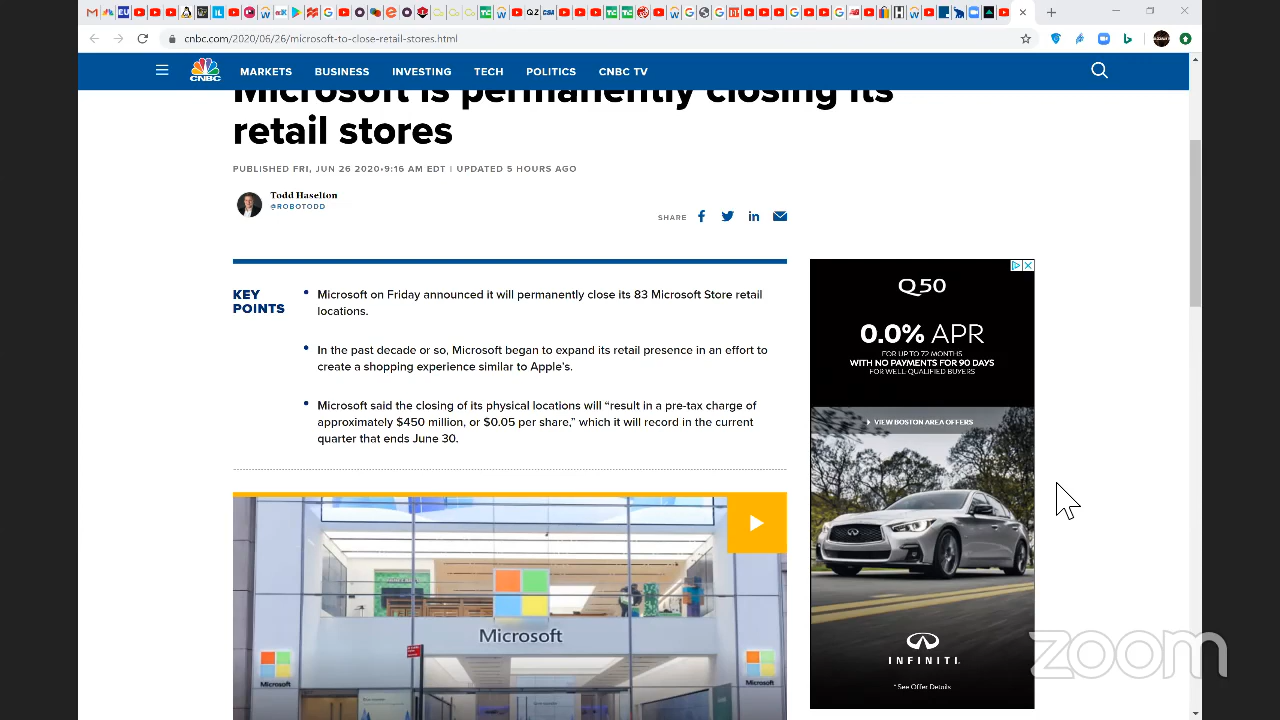 cnbc.com/2020/06/26/microsoft-to-close-retail-stores.html
CNBC
MARKETS BUSINESS INVESTING TECH POLITICS CNBC TV
Microsoft is permanently closing its
retail stores
PUBLISHED FRI, JUN 26 2020•9:16 AM EDT | UPDATED 5 HOURS AGO
Todd Haselton
@ROBOTODD
SHARE
KEY
POINTS
Microsoft on Friday announced it will permanently close its 83 Microsoft Store retail
locations.
In the past decade or so, Microsoft began to expand its retail presence in an effort to
create a shopping experience similar to Apple's.
Microsoft said the closing of its physical locations will “result in a pre-tax charge of
approximately $450 million, or $0.05 per share,” which it will record in the current
quarter that ends June 30.
Q50
0.0% APR
FOR UP TO 72 MONTHS
WITH NO PAYMENTS FOR 90 DAYS
FOR WELL QUALIFIED BUYERS
VIEW BOSTON AREA OFFERS
INFINITI
*See Offer Details
Microsoft
Microsoft
Microsoft
zoom